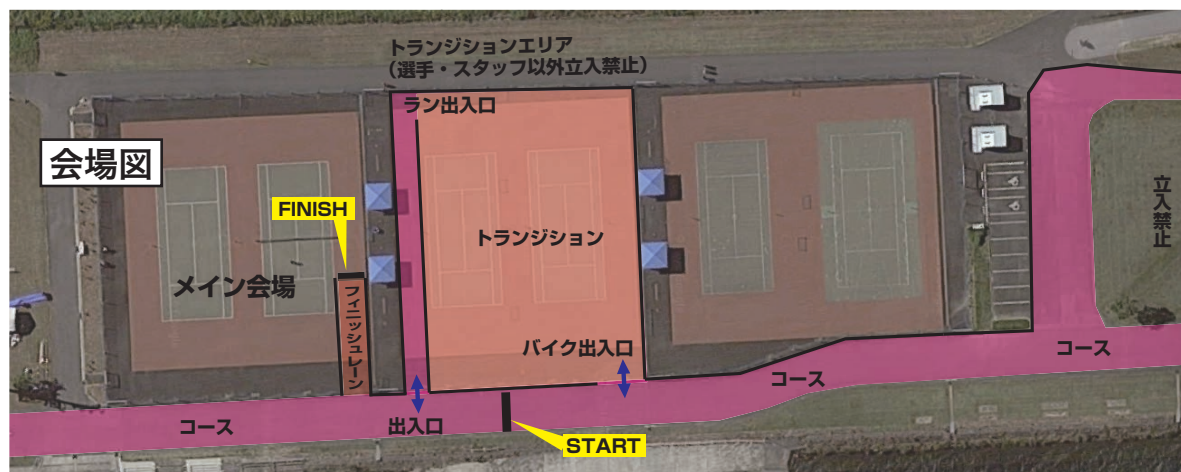 トランジションエリア
(選手・スタッフ以外立入禁止)
ラン出入口
会場図
FINISH
立入禁止
トランジション
メイン会場
フィニッシュレーン
バイク出入口
コース
コース
コース
出入口
START